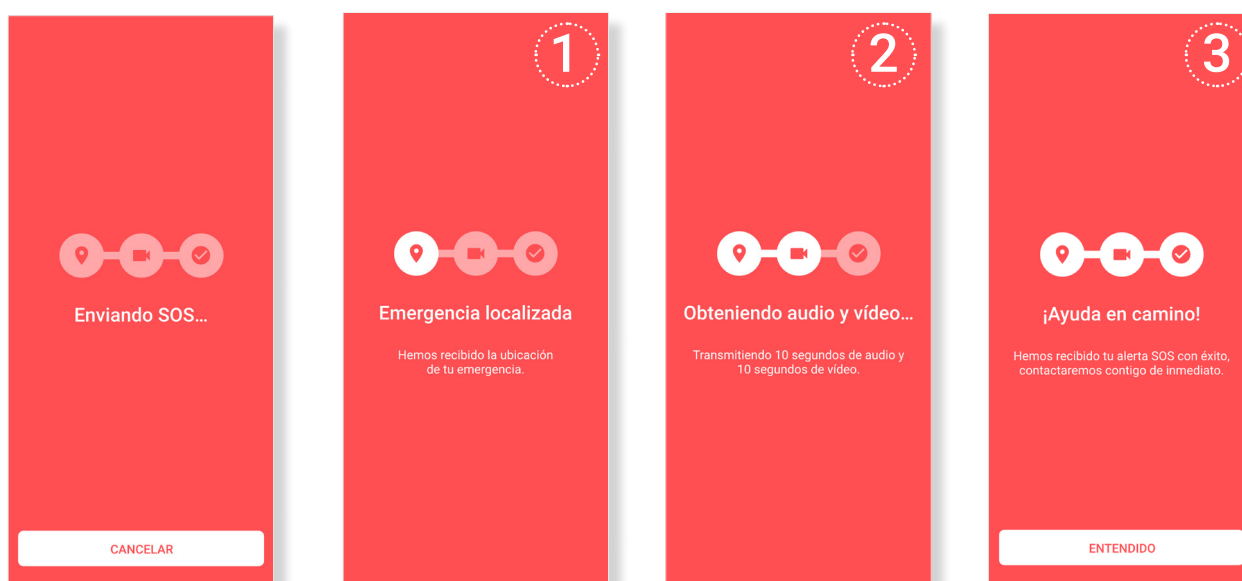 Enviando SOS...
CANCELAR
1
Emergencia localizada
Hemos recibido la ubicación
de tu emergencia.
2
Obteniendo audio y vídeo...
Transmitiendo 10 segundos de audio y
10 segundos de vídeo.
3
¡Ayuda en camino!
Hemos recibido tu alerta SOS con éxito,
contactaremos contigo de inmediato.
ENTENDIDO